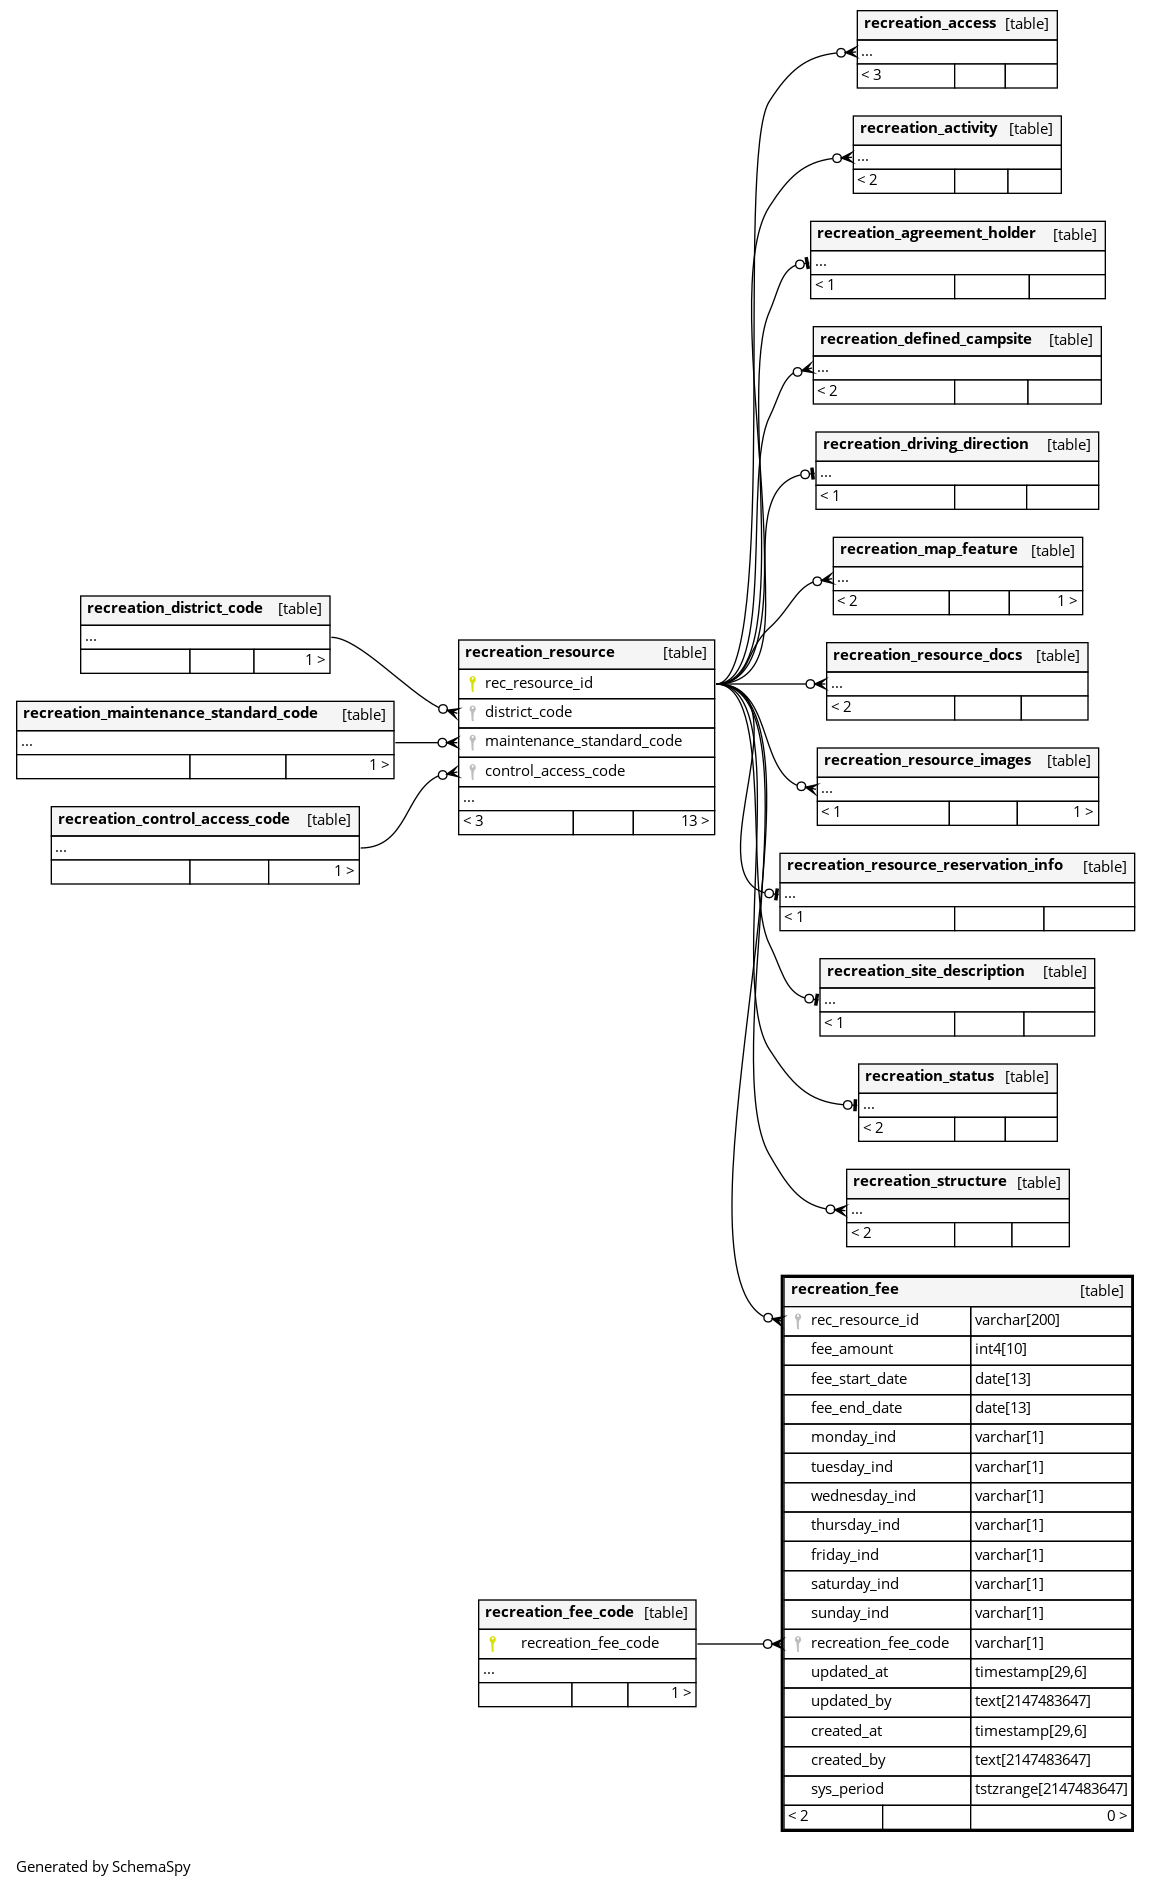 recreation_access [table]
...
< 3
recreation_activity [table]
...
< 2
recreation_agreement_holder [table]
...
< 1
recreation_defined_campsite [table]
...
< 2
recreation_driving_direction [table]
...
< 1
recreation_map_feature [table]
...
< 2 1 >
recreation_district_code [table]
...
1 >
recreation_maintenance_standard_code [table]
...
1 >
recreation_control_access_code [table]
...
1 >
recreation_resource [table]
rec_resource_id
district_code
maintenance_standard_code
control_access_code
...
< 3 13 >
recreation_resource_docs [table]
...
< 2
recreation_resource_images [table]
...
< 1 1 >
recreation_resource_reservation_info [table]
...
< 1
recreation_site_description [table]
...
< 1
recreation_status [table]
...
< 2
recreation_structure [table]
...
< 2
recreation_fee [table]
rec_resource_id varchar[200]
fee_amount int4[10]
fee_start_date date[13]
fee_end_date date[13]
monday_ind varchar[1]
tuesday_ind varchar[1]
wednesday_ind varchar[1]
thursday_ind varchar[1]
friday_ind varchar[1]
saturday_ind varchar[1]
sunday_ind varchar[1]
recreation_fee_code varchar[1]
updated_at timestamp[29,6]
updated_by text[2147483647]
created_at timestamp[29,6]
created_by text[2147483647]
sys_period tstzrange[2147483647]
< 2 0 >
recreation_fee_code [table]
recreation_fee_code
...
1 >
Generated by SchemaSpy